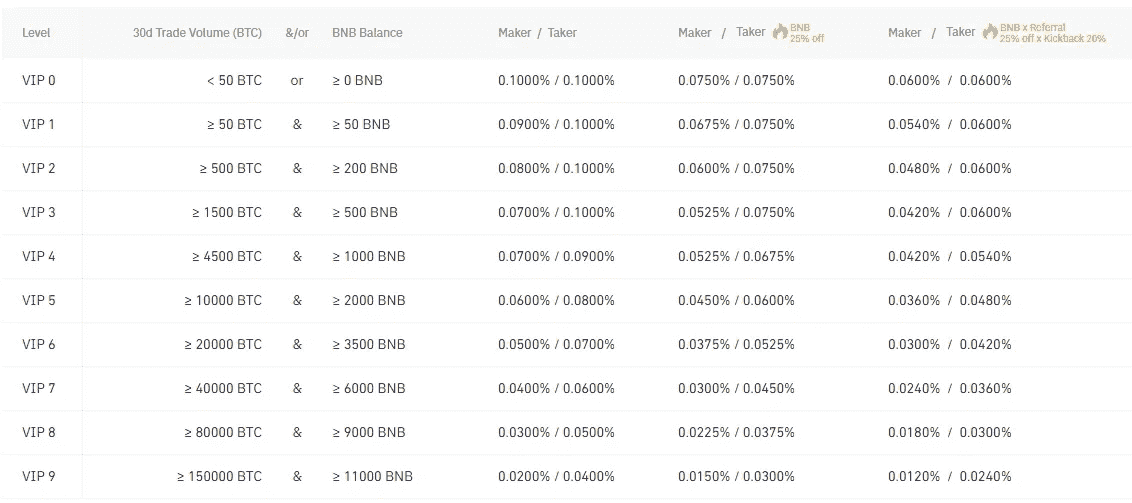 Level 30d Trade Volume (BTC) &/or BNB Balance Maker / Taker Maker / Taker BNB 25% off Maker / Taker BNB x Referral 25% off x Kickback 20%
VIP 0 < 50 BTC or ≥ 0 BNB 0.1000% / 0.1000% 0.0750% / 0.0750% 0.0600% / 0.0600%
VIP 1 ≥ 50 BTC & ≥ 50 BNB 0.0900% / 0.1000% 0.0675% / 0.0750% 0.0540% / 0.0600%
VIP 2 ≥ 500 BTC & ≥ 200 BNB 0.0800% / 0.1000% 0.0600% / 0.0750% 0.0480% / 0.0600%
VIP 3 ≥ 1500 BTC & ≥ 500 BNB 0.0700% / 0.1000% 0.0525% / 0.0750% 0.0420% / 0.0600%
VIP 4 ≥ 4500 BTC & ≥ 1000 BNB 0.0700% / 0.0900% 0.0525% / 0.0675% 0.0420% / 0.0540%
VIP 5 ≥ 10000 BTC & ≥ 2000 BNB 0.0600% / 0.0800% 0.0450% / 0.0600% 0.0360% / 0.0480%
VIP 6 ≥ 20000 BTC & ≥ 3500 BNB 0.0500% / 0.0700% 0.0375% / 0.0525% 0.0300% / 0.0420%
VIP 7 ≥ 40000 BTC & ≥ 6000 BNB 0.0400% / 0.0600% 0.0300% / 0.0450% 0.0240% / 0.0360%
VIP 8 ≥ 80000 BTC & ≥ 9000 BNB 0.0300% / 0.0500% 0.0225% / 0.0375% 0.0180% / 0.0300%
VIP 9 ≥ 150000 BTC & ≥ 11000 BNB 0.0200% / 0.0400% 0.0150% / 0.0300% 0.0120% / 0.0240%